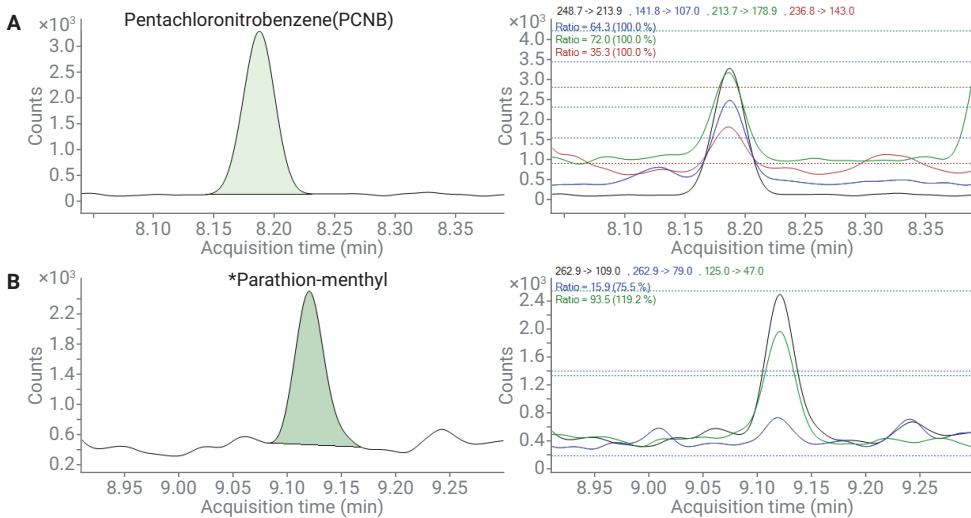 A
Pentachloronitrobenzene(PCNB)
×10³
3.0
2.5
2.0
1.5
1.0
0.5
0
Counts
8.10 8.15 8.20 8.25 8.30 8.35
Acquisition time (min)
248.7 -> 213.9 , 141.8 -> 107.0 , 213.7 -> 178.9 , 236.8 -> 143.0
×10³
Ratio = 64.3 (100.0 %)
Ratio = 72.0 (100.0 %)
Ratio = 35.3 (100.0 %)
4.0
3.5
3.0
2.5
2.0
1.5
1.0
0.5
0
Counts
8.10 8.15 8.20 8.25 8.30 8.35
Acquisition time (min)
B
*Parathion-menthyl
×10³
2.2
1.8
1.4
1.0
0.6
0.2
Counts
8.95 9.00 9.10 9.15 9.20 9.25
Acquisition time (min)
262.9 -> 109.0 , 262.9 -> 79.0 , 125.0 -> 47.0
×10³
Ratio = 15.9 (75.5 %)
Ratio = 93.5 (119.2 %)
2.4
2.0
1.6
1.2
0.8
0.4
0
Counts
8.95 9.00 9.10 9.15 9.20 9.25
Acquisition time (min)